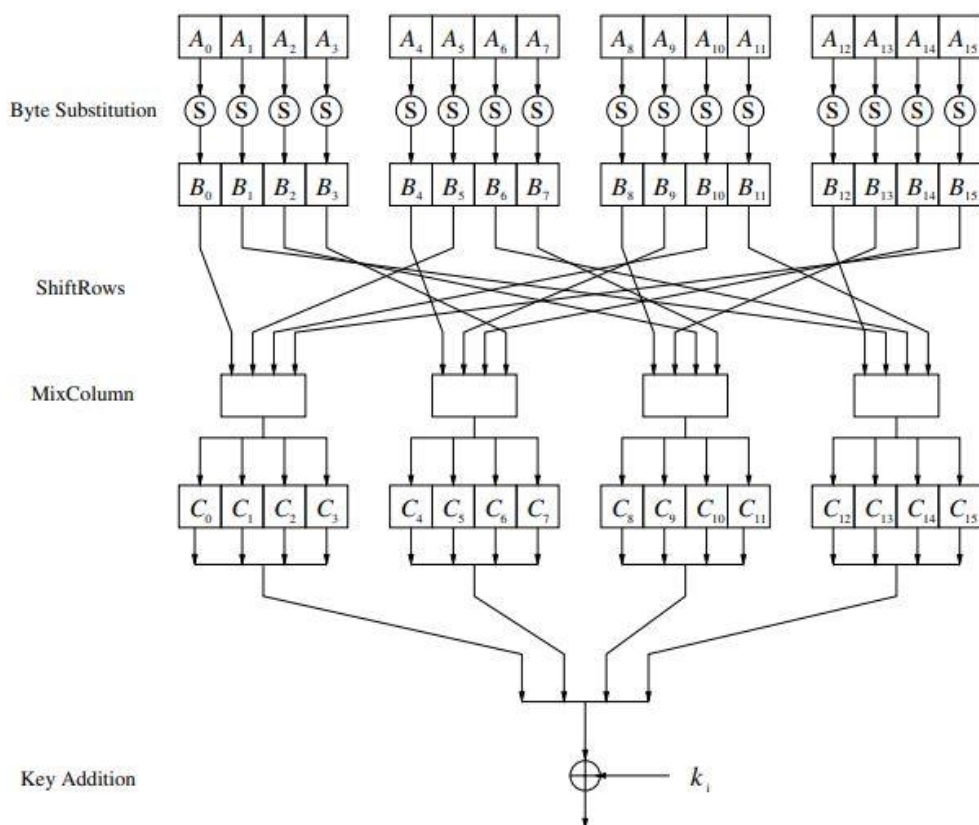 A₀ A₁ A₂ A₃ A₄ A₅ A₆ A₇ A₈ A₉ A₁₀ A₁₁ A₁₂ A₁₃ A₁₄ A₁₅
Byte Substitution S S S S S S S S S S S S S S S S
B₀ B₁ B₂ B₃ B₄ B₅ B₆ B₇ B₈ B₉ B₁₀ B₁₁ B₁₂ B₁₃ B₁₄ B₁₅
ShiftRows
MixColumn
C₀ C₁ C₂ C₃ C₄ C₅ C₆ C₇ C₈ C₉ C₁₀ C₁₁ C₁₂ C₁₃ C₁₄ C₁₅
Key Addition kᵢ